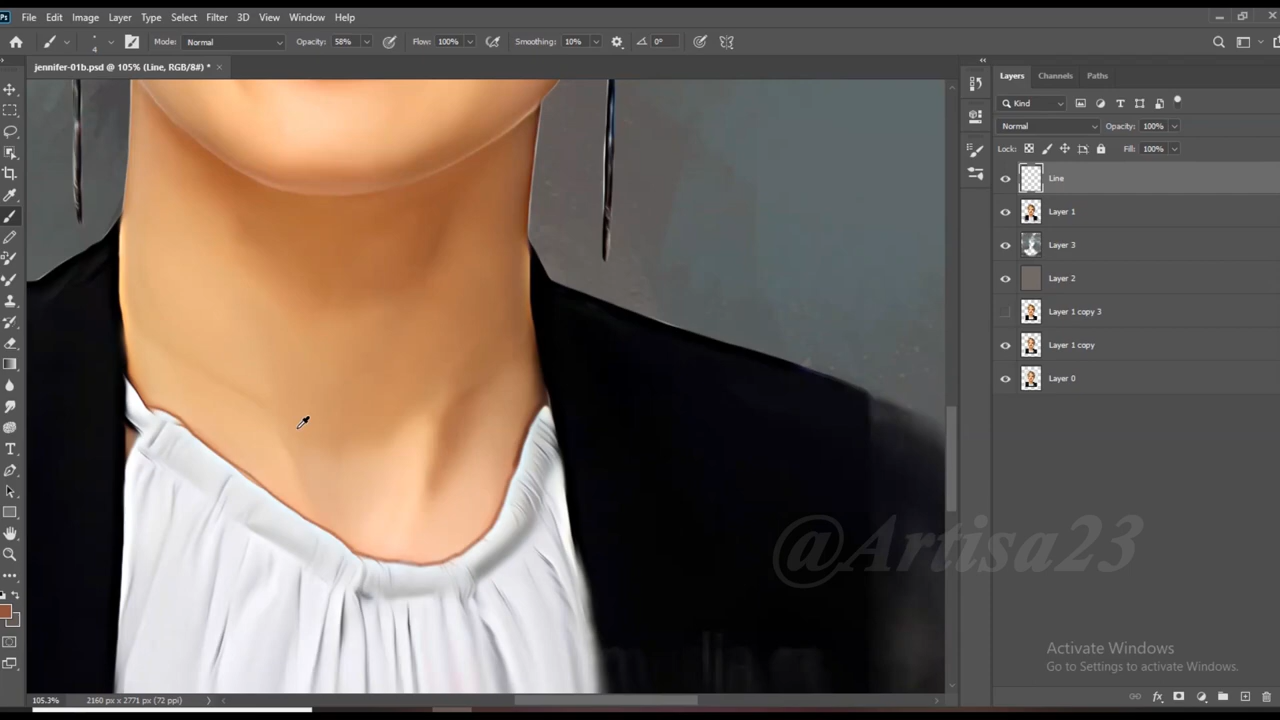 Ps File Edit Image Layer Type Select Filter 3D View Window Help
4 Mode: Normal Opacity: 58% Flow: 100% Smoothing: 10% 0°
jennifer-01b.psd @ 105% (Line, RGB/8#) * ×
Layers Channels Paths
Kind
Normal Opacity: 100%
Lock: Fill: 100%
Line
Layer 1
Layer 3
Layer 2
Layer 1 copy 3
Layer 1 copy
Layer 0
@Artisa23
Activate Windows
Go to Settings to activate Windows.
105.3% 2160 px x 2771 px (72 ppi)